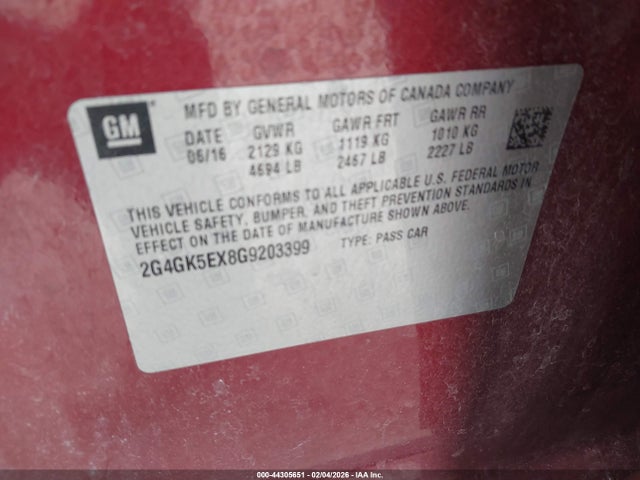 GM
MFD BY GENERAL MOTORS OF CANADA COMPANY
DATE GVWR GAWR FRT GAWR RR
06/16 2129 KG 1119 KG 1010 KG
4694 LB 2467 LB 2227 LB
THIS VEHICLE CONFORMS TO ALL APPLICABLE U.S. FEDERAL MOTOR
VEHICLE SAFETY, BUMPER, AND THEFT PREVENTION STANDARDS IN
EFFECT ON THE DATE OF MANUFACTURE SHOWN ABOVE.
2G4GK5EX8G9203399 TYPE: PASS CAR
000-44305651 - 02/04/2026 - IAA Inc.